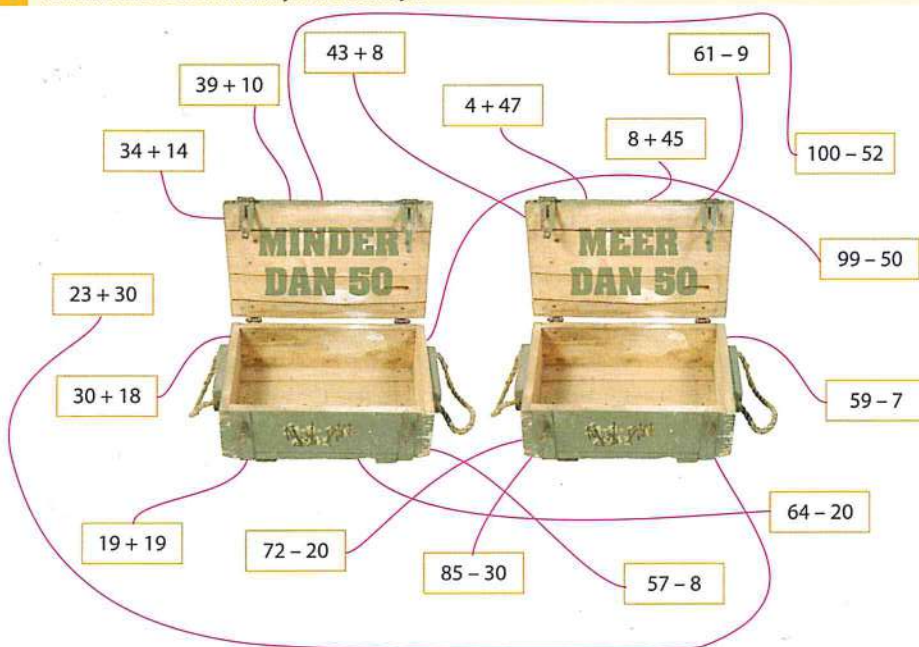 43 + 8
61 – 9
39 + 10
4 + 47
8 + 45
34 + 14
100 – 52
MINDER
DAN 50
MEER
DAN 50
99 – 50
23 + 30
30 + 18
59 – 7
64 – 20
19 + 19
72 – 20
85 – 30
57 – 8